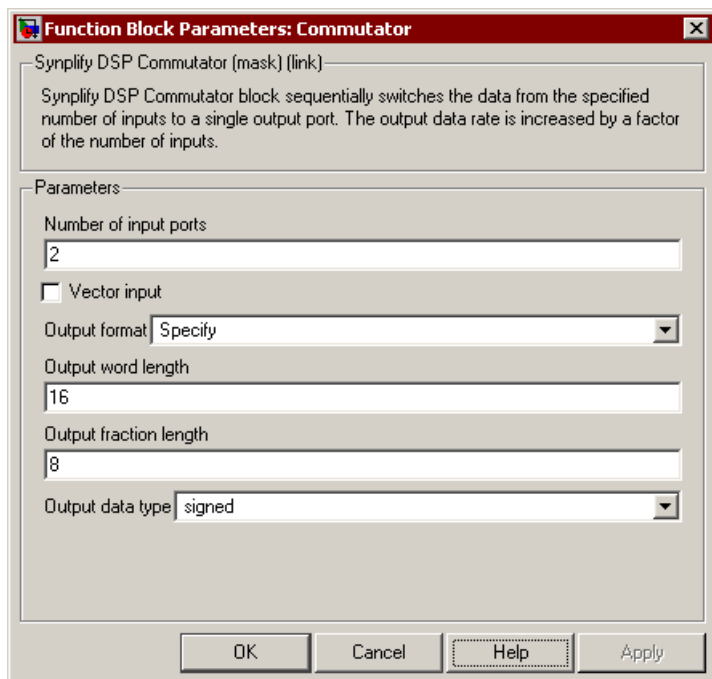 Function Block Parameters: Commutator
Synplify DSP Commutator (mask) (link)
Synplify DSP Commutator block sequentially switches the data from the specified
number of inputs to a single output port. The output data rate is increased by a factor
of the number of inputs.
Parameters
Number of input ports
2
Vector input
Output format Specify
Output word length
16
Output fraction length
8
Output data type signed
OK Cancel Help Apply